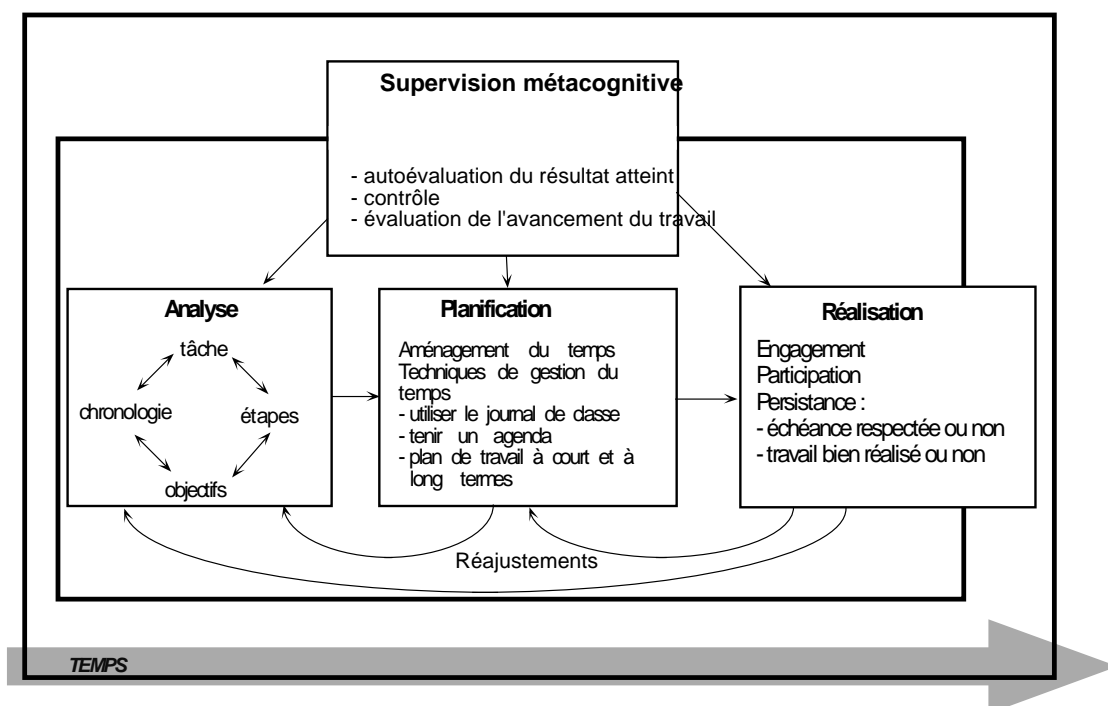 Supervision métacognitive
- autoévaluation du résultat atteint
- contrôle
- évaluation de l'avancement du travail
Analyse
tâche
chronologie
étapes
objectifs
Planification
Aménagement du temps
Techniques de gestion du
temps
- utiliser le journal de classe
- tenir un agenda
- plan de travail à court et à
long termes
Réalisation
Engagement
Participation
Persistance :
- échéance respectée ou non
- travail bien réalisé ou non
Réajustements
TEMPS